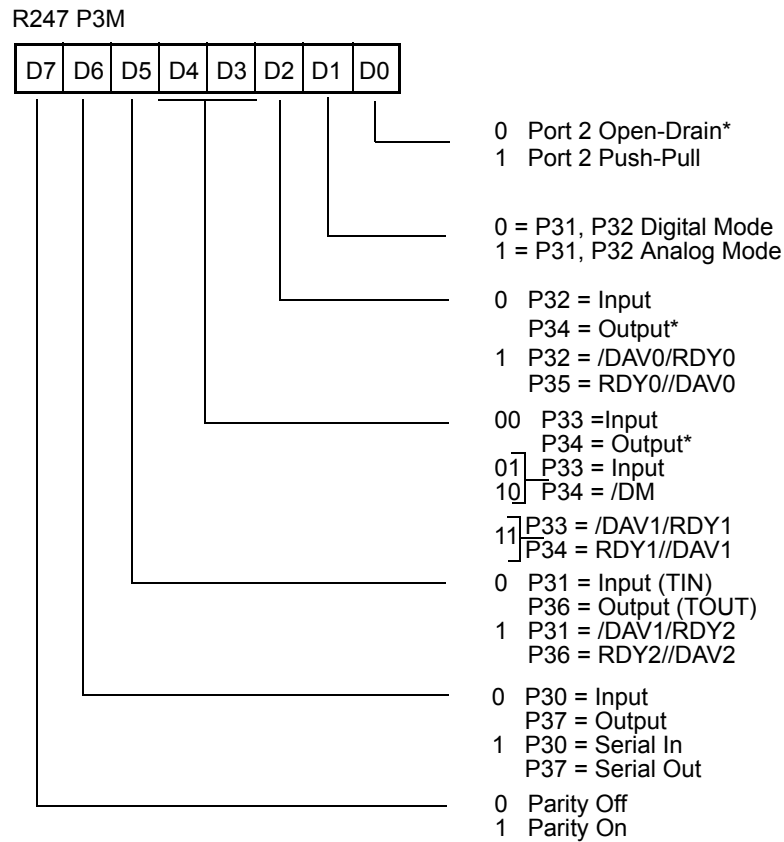 R247 P3M
D7 D6 D5 D4 D3 D2 D1 D0
0 Port 2 Open-Drain*
1 Port 2 Push-Pull
0 = P31, P32 Digital Mode
1 = P31, P32 Analog Mode
0 P32 = Input
P34 = Output*
1 P32 = /DAV0/RDY0
P35 = RDY0//DAV0
00 P33 =Input
P34 = Output*
01 P33 = Input
10 P34 = /DM
11 P33 = /DAV1/RDY1
P34 = RDY1//DAV1
0 P31 = Input (TIN)
P36 = Output (TOUT)
1 P31 = /DAV1/RDY2
P36 = RDY2//DAV2
0 P30 = Input
P37 = Output
1 P30 = Serial In
P37 = Serial Out
0 Parity Off
1 Parity On